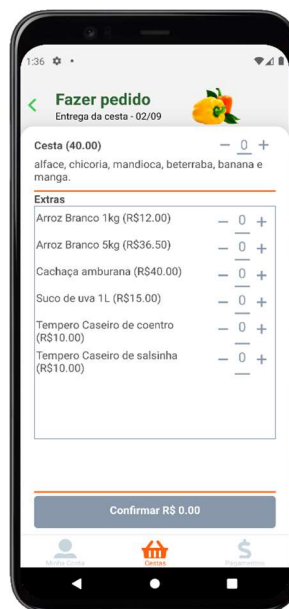 1:36
Fazer pedido
Entrega da cesta - 02/09
Cesta (40.00)
− 0 +
alface, chicoria, mandioca, beterraba, banana e
manga.
Extras
Arroz Branco 1kg (R$12.00)
− 0 +
Arroz Branco 5kg (R$36.50)
− 0 +
Cachaça amburana (R$40.00)
− 0 +
Suco de uva 1L (R$15.00)
− 0 +
Tempero Caseiro de coentro
(R$10.00)
− 0 +
Tempero Caseiro de salsinha
(R$10.00)
− 0 +
Confirmar R$ 0.00
Minha Conta
Cestas
Pagamentos